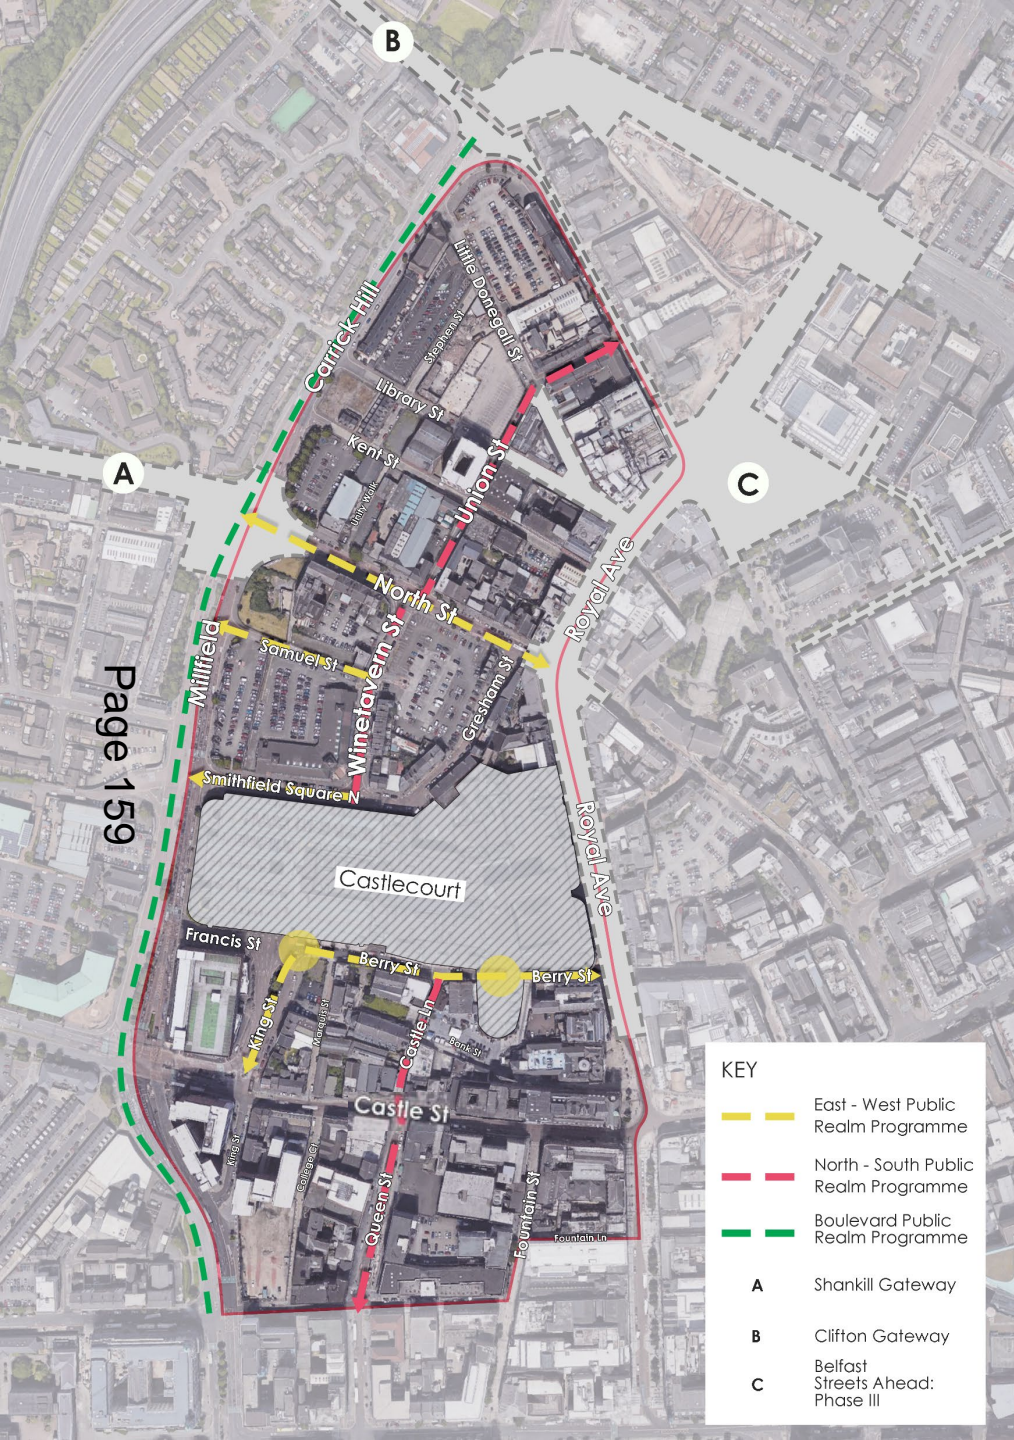 B
Carrick Hill
Little Donegall St
Stephen St
Library St
Kent St
Union St
A
Unity Walk
C
Royal Ave
North St
Samuel St
Millfield
Winetavern St
Gresham St
Page 159
Smithfield Square N
Royal Ave
Castlecourt
Francis St
Berry St
Berry St
King St
Marquis St
Castle Ln
Bank St
Castle St
King St
College Ct
Queen St
Fountain St
Fountain Ln
KEY
East - West Public
Realm Programme
North - South Public
Realm Programme
Boulevard Public
Realm Programme
A Shankill Gateway
B Clifton Gateway
Belfast
C Streets Ahead:
Phase III